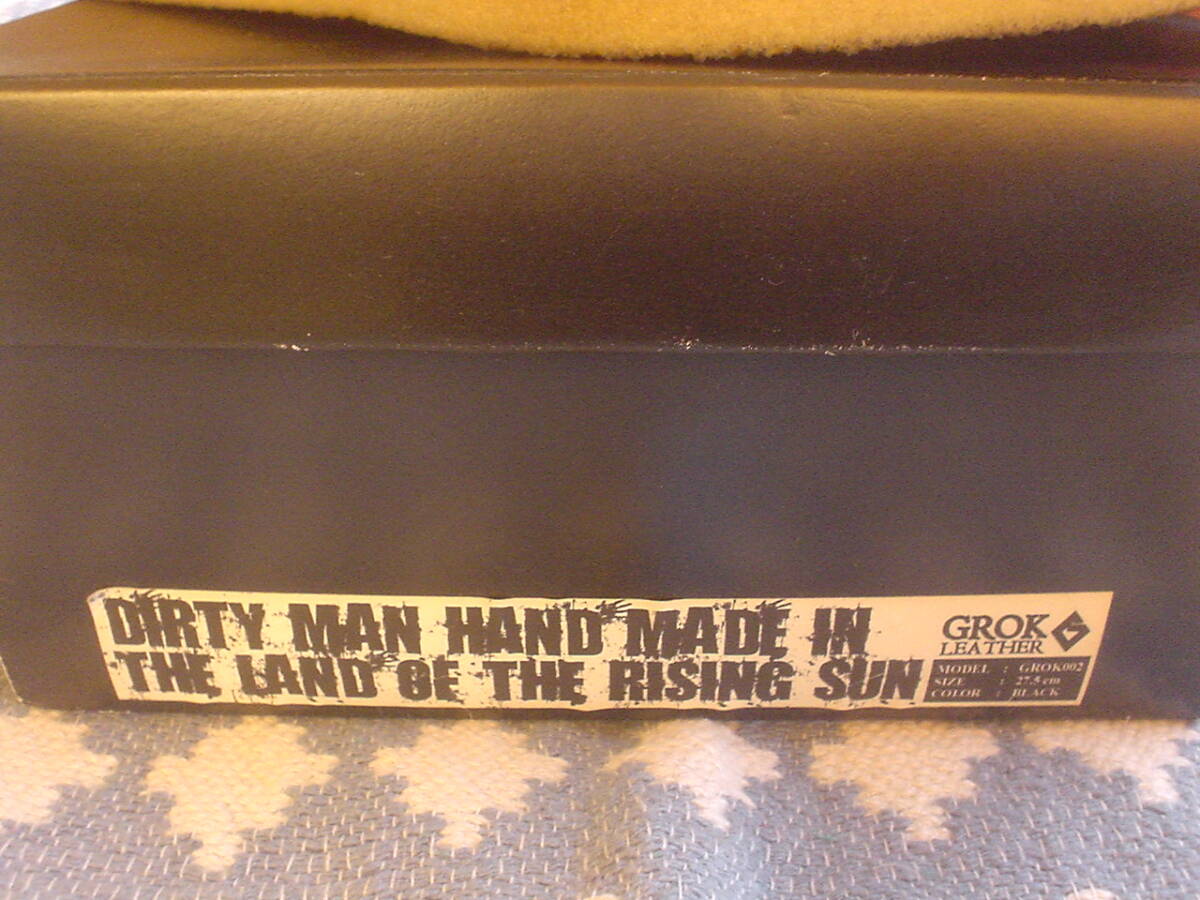 DIRTY MAN HAND MADE IN
THE LAND OF THE RISING SUN
GROK
LEATHER
MODEL : GROK002
SIZE : 27.5 cm
COLOR : BLACK